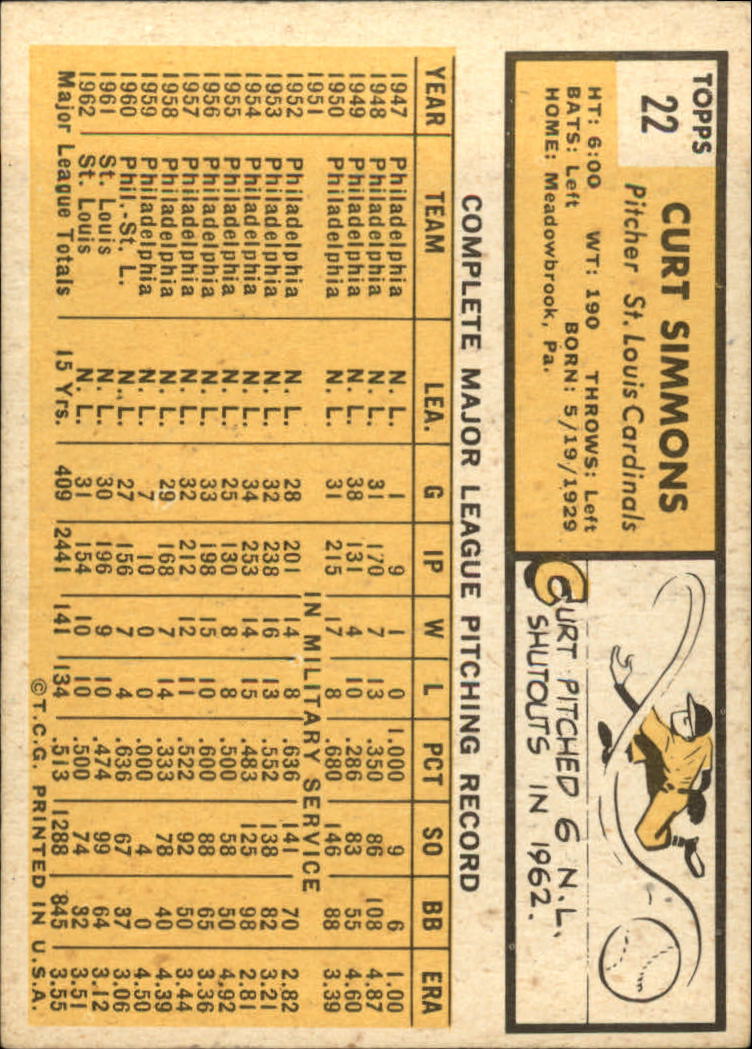 TOPPS
22
CURT SIMMONS
Pitcher St. Louis Cardinals
HT: 6:00 WT: 190 THROWS: Left
BATS: Left BORN: 5/19/1929
HOME: Meadowbrook, Pa.
CURT PITCHED 6 N.L.
SHUTOUTS IN 1962.
COMPLETE MAJOR LEAGUE PITCHING RECORD
YEAR TEAM LEA. G IP W L PCT SO BB ERA
1947 Philadelphia N. L. 1 9 1 0 1.000 9 6 1.00
1948 Philadelphia N. L. 31 170 7 13 .350 86 108 4.87
1949 Philadelphia N. L. 38 131 4 10 .286 83 55 4.60
1950 Philadelphia N. L. 31 215 17 8 .680 146 88 3.39
1951 IN MILITARY SERVICE
1952 Philadelphia N. L. 28 201 14 8 .636 141 70 2.82
1953 Philadelphia N. L. 32 238 16 13 .552 138 82 3.21
1954 Philadelphia N. L. 34 253 14 15 .483 125 98 2.81
1955 Philadelphia N. L. 25 130 8 8 .500 58 50 4.92
1956 Philadelphia N. L. 33 198 15 10 .600 88 65 3.36
1957 Philadelphia N. L. 32 212 12 11 .522 92 50 3.44
1958 Philadelphia N. L. 29 168 7 14 .333 78 40 4.39
1959 Philadelphia N. L. 7 10 0 0 .000 4 0 4.50
1960 Phil.-St. L. N. L. 27 156 7 4 .636 67 37 3.06
1961 St. Louis N. L. 30 196 9 10 .474 99 64 3.12
1962 St. Louis N. L. 31 154 10 10 .500 74 32 3.51
Major League Totals 15 Yrs. 409 2441 141 134 .513 1288 845 3.55
©T.C.G. PRINTED IN U.S.A.